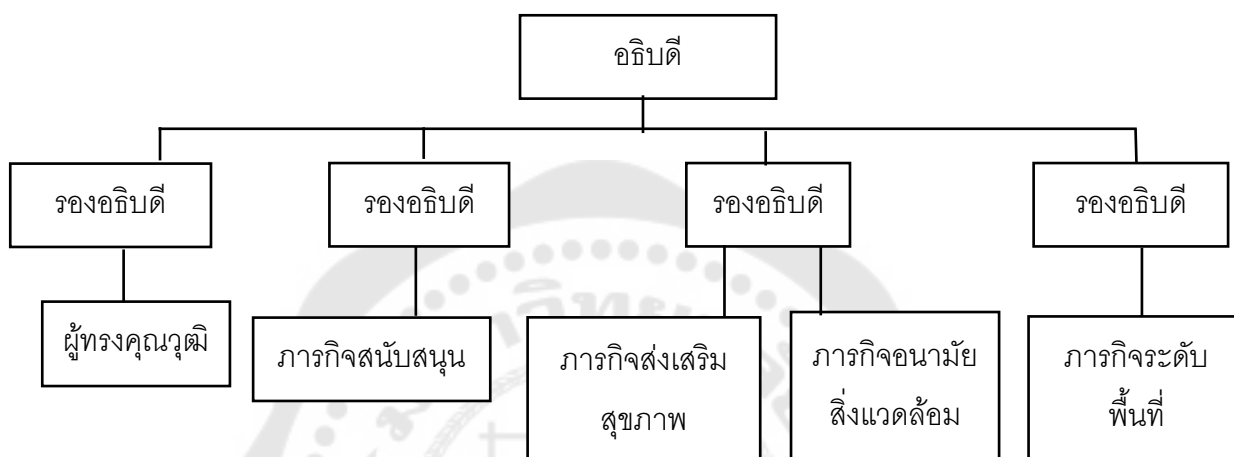 อธิบดี
รองอธิบดี
รองอธิบดี
รองอธิบดี
รองอธิบดี
ผู้ทรงคุณวุฒิ
ภารกิจสนับสนุน
ภารกิจส่งเสริม
สุขภาพ
ภารกิจอนามัย
สิ่งแวดล้อม
ภารกิจระดับ
พื้นที่